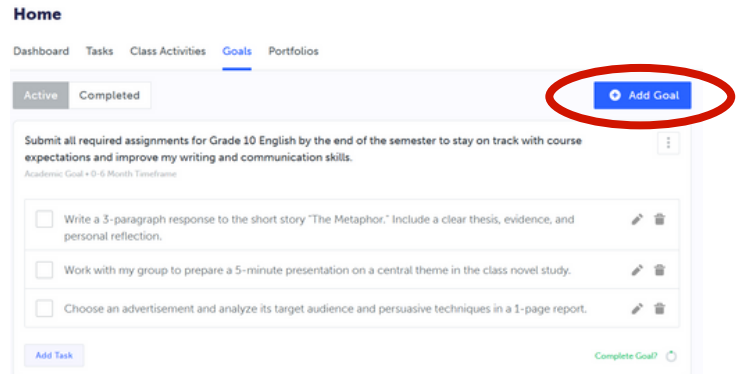 Home
Dashboard Tasks Class Activities Goals Portfolios
Active Completed Add Goal
Submit all required assignments for Grade 10 English by the end of the semester to stay on track with course
expectations and improve my writing and communication skills.
Academic Goal • 0-6 Month Timeframe
Write a 3-paragraph response to the short story "The Metaphor." Include a clear thesis, evidence, and
personal reflection.
Work with my group to prepare a 5-minute presentation on a central theme in the class novel study.
Choose an advertisement and analyze its target audience and persuasive techniques in a 1-page report.
Add Task Complete Goal?